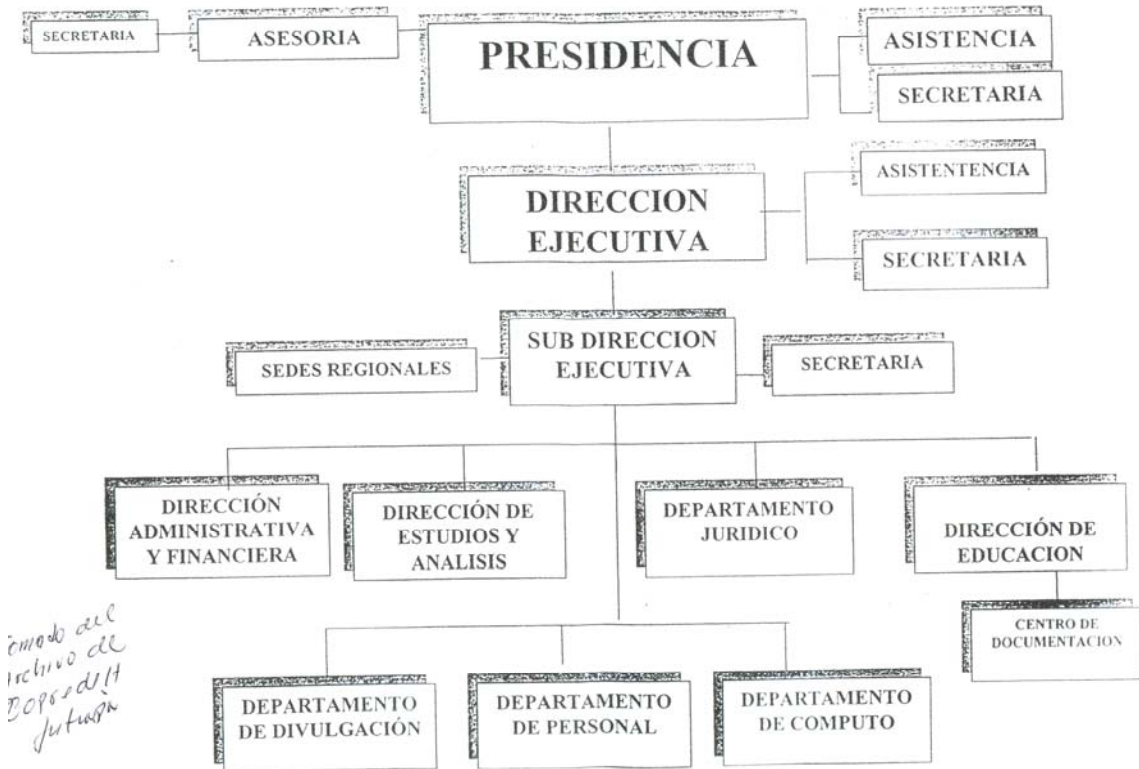 SECRETARIA
ASESORIA
PRESIDENCIA
ASISTENCIA
SECRETARIA
DIRECCION
EJECUTIVA
ASISTENTENCIA
SECRETARIA
SEDES REGIONALES
SUB DIRECCION
EJECUTIVA
SECRETARIA
DIRECCIÓN
ADMINISTRATIVA
Y FINANCIERA
DIRECCIÓN DE
ESTUDIOS Y
ANALISIS
DEPARTAMENTO
JURIDICO
DIRECCIÓN DE
EDUCACION
CENTRO DE
DOCUMENTACION
DEPARTAMENTO
DE DIVULGACIÓN
DEPARTAMENTO
DE PERSONAL
DEPARTAMENTO
DE COMPUTO
del
de